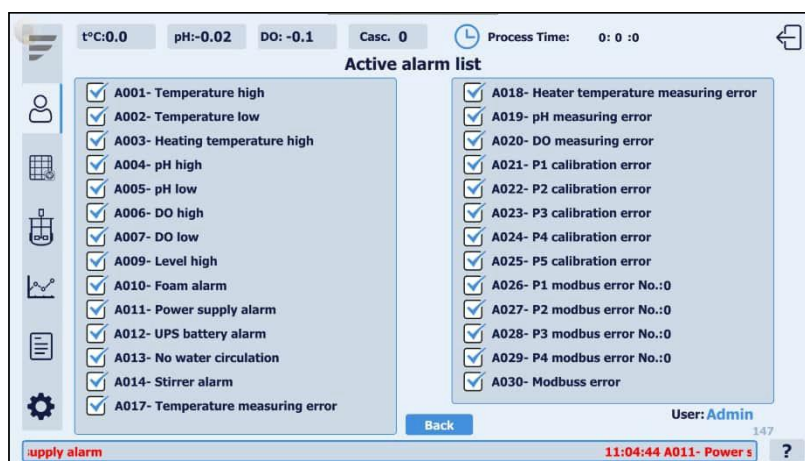 t°C:0.0 pH:-0.02 DO: -0.1 Casc. 0 Process Time: 0: 0 :0
Active alarm list
A001- Temperature high
A002- Temperature low
A003- Heating temperature high
A004- pH high
A005- pH low
A006- DO high
A007- DO low
A009- Level high
A010- Foam alarm
A011- Power supply alarm
A012- UPS battery alarm
A013- No water circulation
A014- Stirrer alarm
A017- Temperature measuring error
A018- Heater temperature measuring error
A019- pH measuring error
A020- DO measuring error
A021- P1 calibration error
A022- P2 calibration error
A023- P3 calibration error
A024- P4 calibration error
A025- P5 calibration error
A026- P1 modbus error No.:0
A027- P2 modbus error No.:0
A028- P3 modbus error No.:0
A029- P4 modbus error No.:0
A030- Modbuss error
Back
User: Admin
147
supply alarm 11:04:44 A011- Power s
?